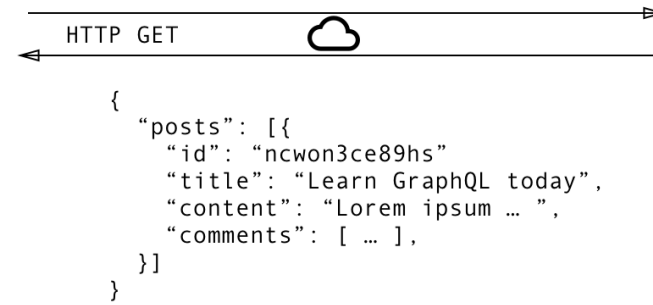 HTTP GET
{
“posts”: [{
“id”: “ncwon3ce89hs”
“title”: “Learn GraphQL today”,
“content”: “Lorem ipsum … ”,
“comments”: [ … ],
}]
}